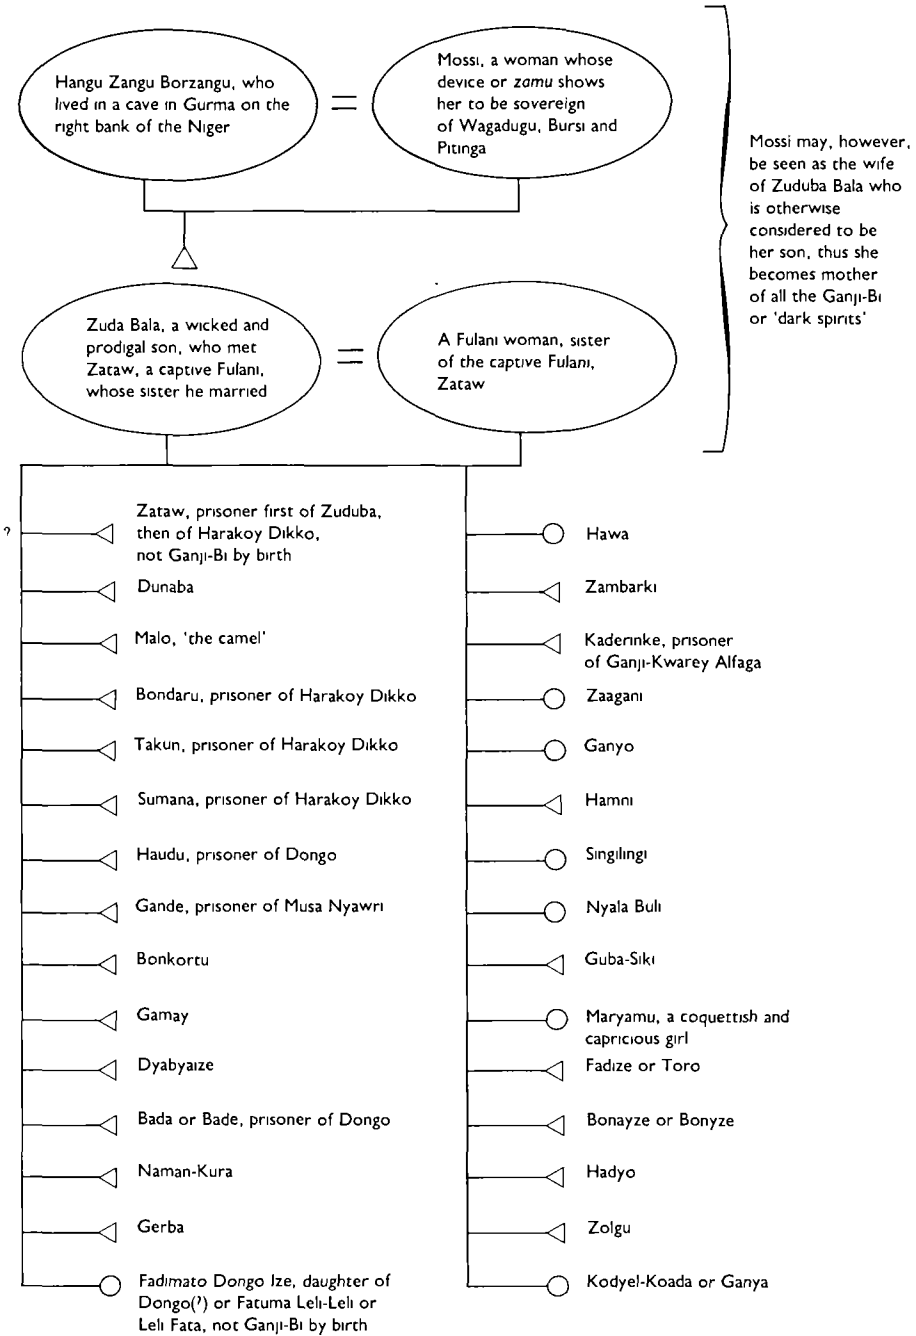 Hangu Zangu Borzangu, who
lived in a cave in Gurma on the
right bank of the Niger
Mossi, a woman whose
device or zamu shows
her to be sovereign
of Wagadugu, Bursi and
Pitinga
Mossi may, however,
be seen as the wife
of Zuduba Bala who
is otherwise
considered to be
her son, thus she
becomes mother
of all the Ganji-Bi
or 'dark spirits'
Zuda Bala, a wicked and
prodigal son, who met
Zataw, a captive Fulani,
whose sister he married
A Fulani woman, sister
of the captive Fulani,
Zataw
?
Zataw, prisoner first of Zuduba,
then of Harakoy Dikko,
not Ganji-Bi by birth
Dunaba
Malo, 'the camel'
Bondaru, prisoner of Harakoy Dikko
Takun, prisoner of Harakoy Dikko
Sumana, prisoner of Harakoy Dikko
Haudu, prisoner of Dongo
Gande, prisoner of Musa Nyawri
Bonkortu
Gamay
Dyabyaize
Bada or Bade, prisoner of Dongo
Naman-Kura
Gerba
Fadimato Dongo Ize, daughter of
Dongo(?) or Fatuma Leli-Leli or
Leli Fata, not Ganji-Bi by birth
Hawa
Zambarki
Kaderinke, prisoner
of Ganji-Kwarey Alfaga
Zaagani
Ganyo
Hamni
Singilingi
Nyala Buli
Guba-Siki
Maryamu, a coquettish and
capricious girl
Fadize or Toro
Bonayze or Bonyze
Hadyo
Zolgu
Kodyel-Koada or Ganya